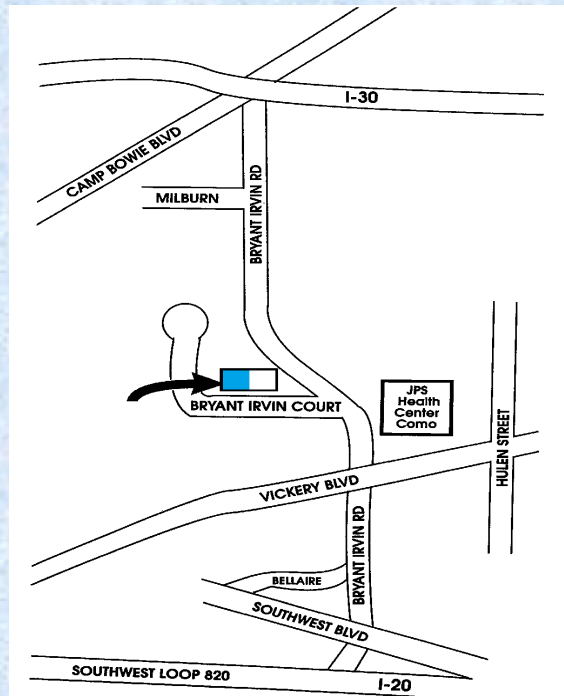 I-30
CAMP BOWIE BLVD
MILBURN
BRYANT IRVIN RD
JPS
Health
Center
Como
BRYANT IRVIN COURT
HULEN STREET
VICKERY BLVD
BRYANT IRVIN RD
BELLAIRE
SOUTHWEST BLVD
SOUTHWEST LOOP 820
I-20